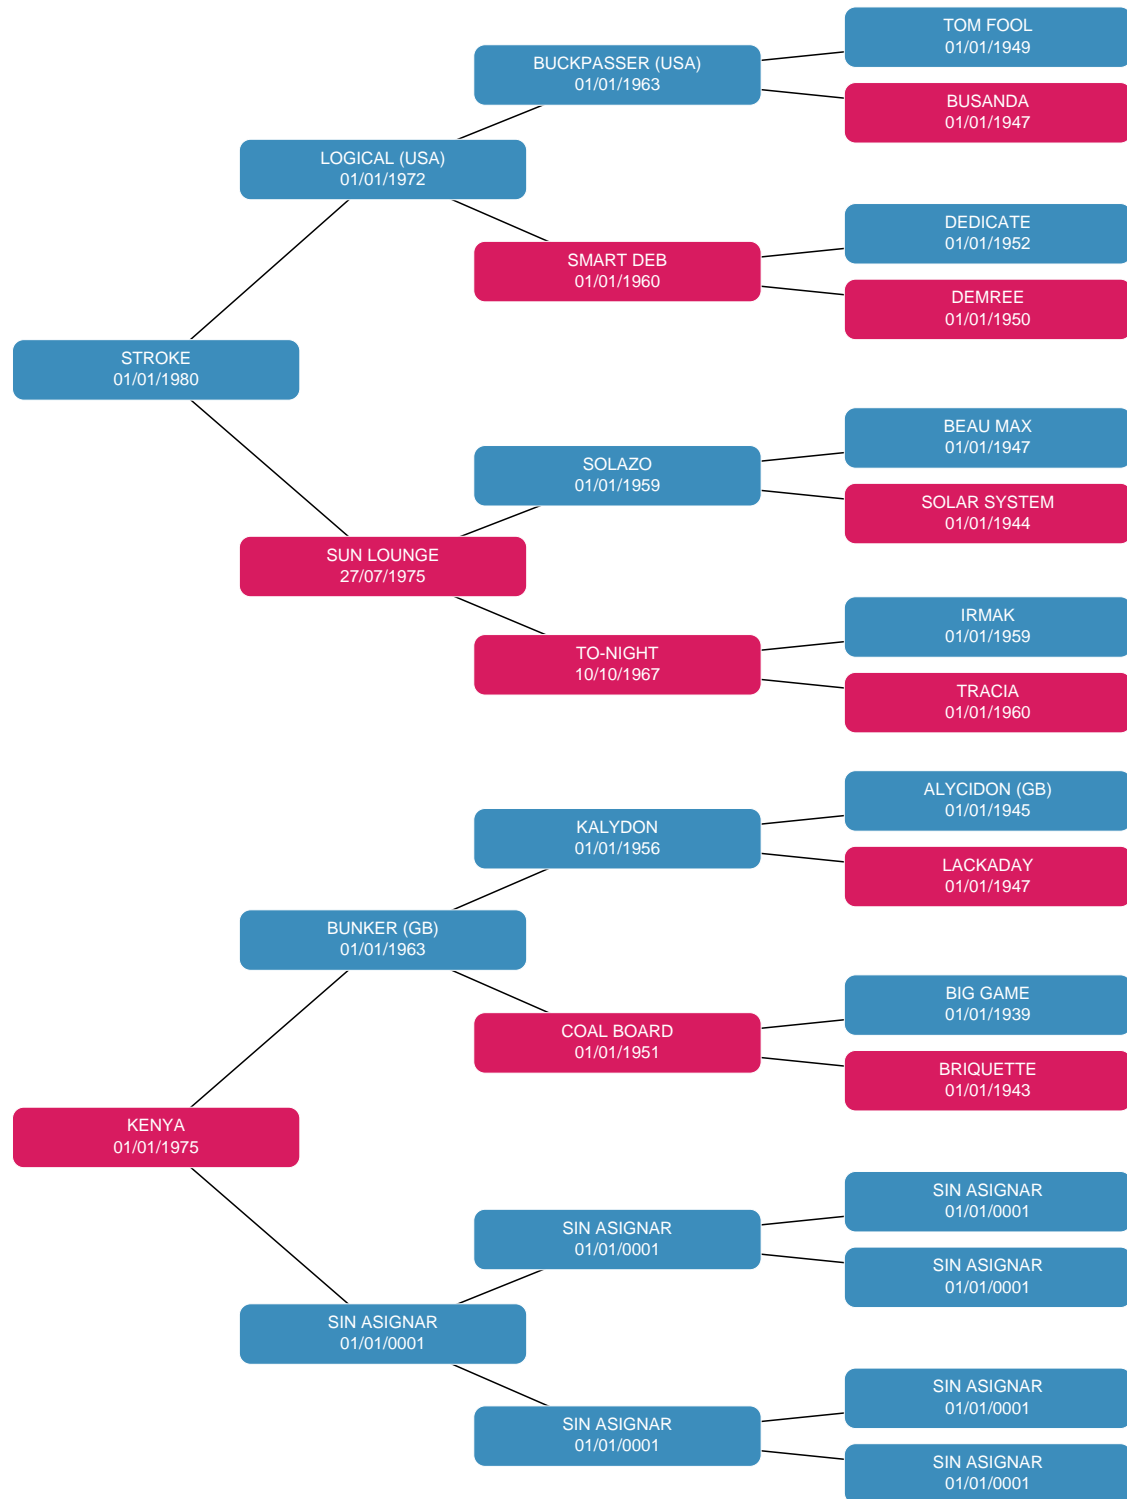 TOM FOOL
01/01/1949
BUCKPASSER (USA)
01/01/1963
BUSANDA
01/01/1947
LOGICAL (USA)
01/01/1972
DEDICATE
01/01/1952
SMART DEB
01/01/1960
DEMREE
01/01/1950
STROKE
01/01/1980
BEAU MAX
01/01/1947
SOLAZO
01/01/1959
SOLAR SYSTEM
01/01/1944
SUN LOUNGE
27/07/1975
IRMAK
01/01/1959
TO-NIGHT
10/10/1967
TRACIA
01/01/1960
ALYCIDON (GB)
01/01/1945
KALYDON
01/01/1956
LACKADAY
01/01/1947
BUNKER (GB)
01/01/1963
BIG GAME
01/01/1939
COAL BOARD
01/01/1951
BRIQUETTE
01/01/1943
KENYA
01/01/1975
SIN ASIGNAR
01/01/0001
SIN ASIGNAR
01/01/0001
SIN ASIGNAR
01/01/0001
SIN ASIGNAR
01/01/0001
SIN ASIGNAR
01/01/0001
SIN ASIGNAR
01/01/0001
SIN ASIGNAR
01/01/0001